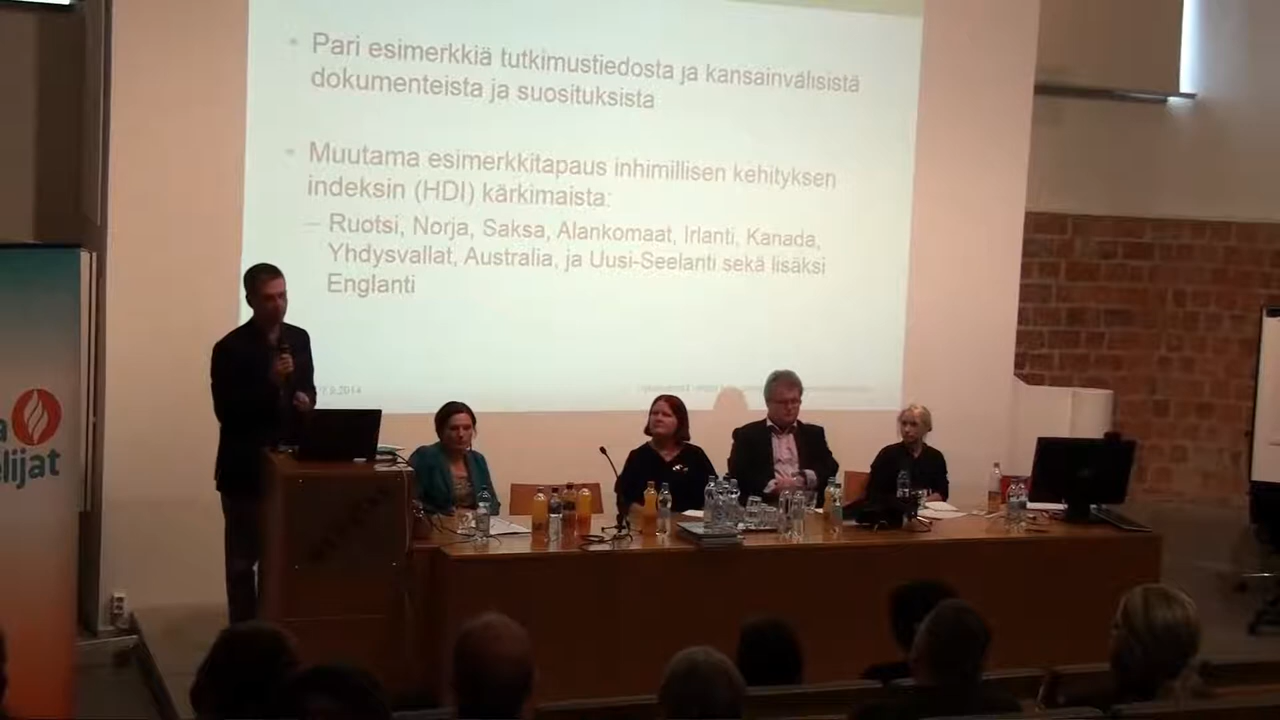 Pari esimerkkiä tutkimustiedosta ja kansainvälisistä
dokumenteista ja suosituksista
Muutama esimerkkitapaus inhimillisen kehityksen
indeksin (HDI) kärkimaista:
– Ruotsi, Norja, Saksa, Alankomaat, Irlanti, Kanada,
Yhdysvallat, Australia, ja Uusi-Seelanti sekä lisäksi
Englanti
.2014
a
lijat